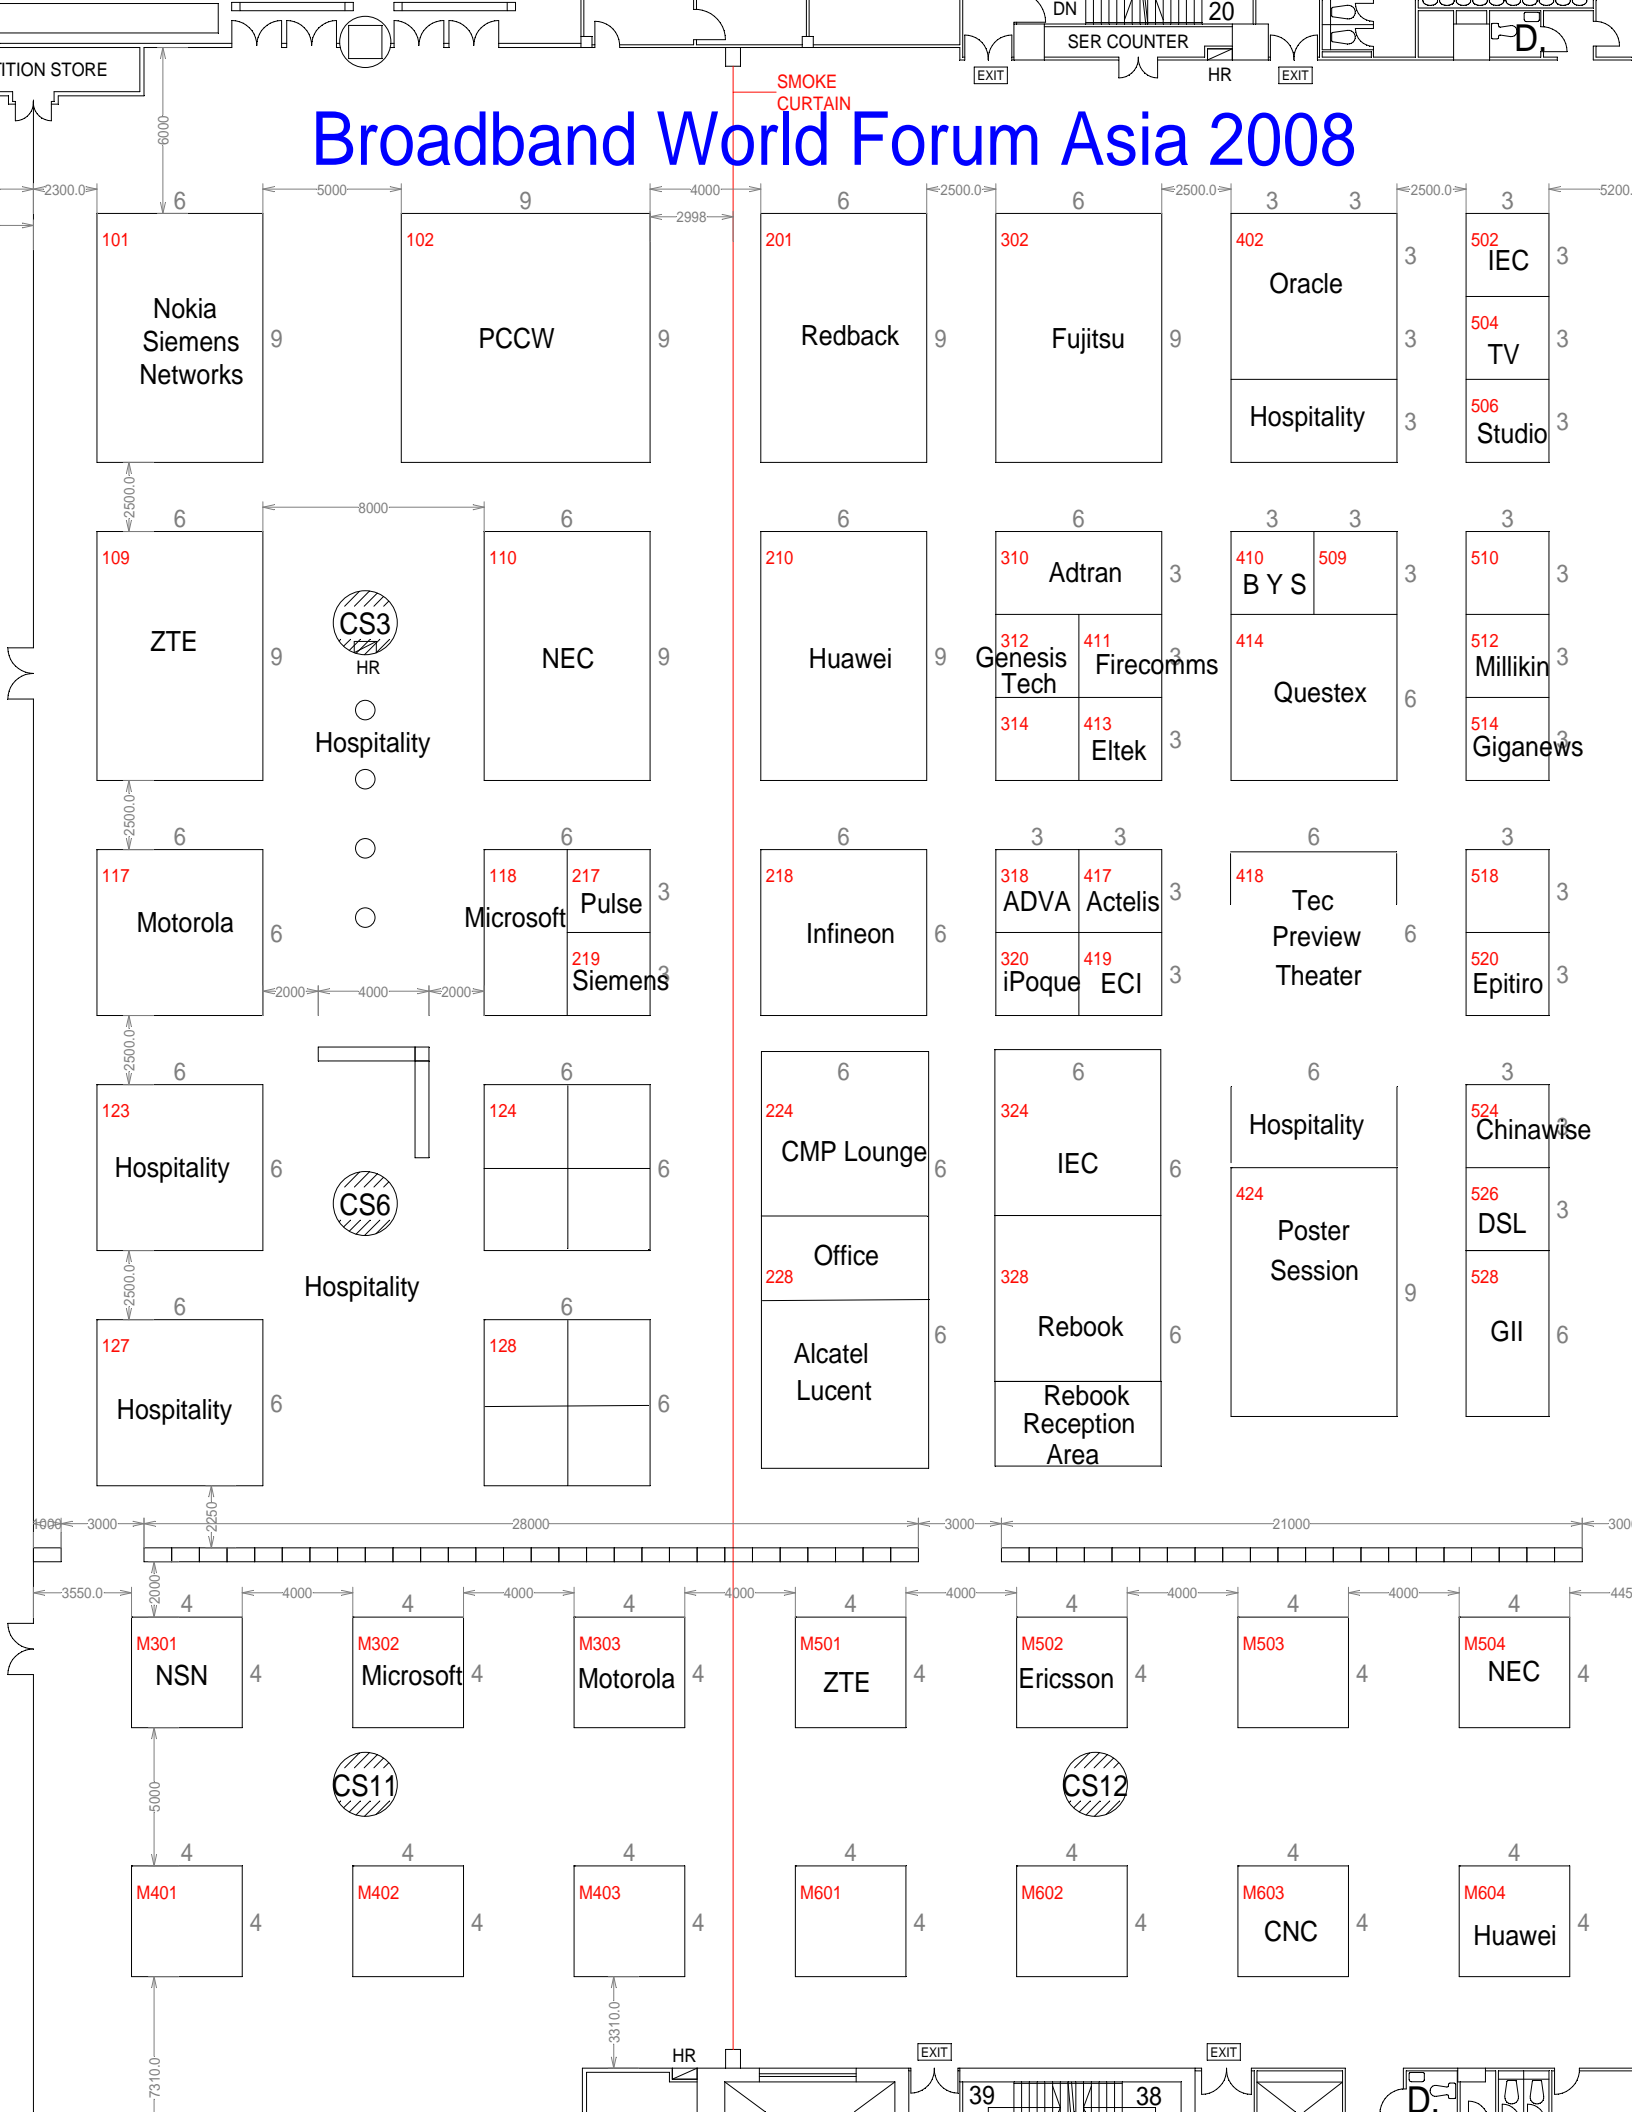 DN
20
SER COUNTER
D.
TITION STORE
EXIT
HR
EXIT
SMOKE
CURTAIN
Broadband World Forum Asia 2008
6000
2300.0
6
5000
9
4000
2998
6
2500.0
6
2500.0
3
3
2500.0
3
5200.
101
Nokia
Siemens
Networks
9
102
PCCW
9
201
Redback
9
302
Fujitsu
9
402
Oracle
3
3
Hospitality
3
502
IEC
3
504
TV
3
506
Studio
3
2500.0
6
8000
6
6
6
3
3
3
109
ZTE
9
CS3
HR
Hospitality
110
NEC
9
210
Huawei
9
310
Adtran
3
312
Genesis
Tech
411
Firecomms
3
314
413
Eltek
3
410
B Y S
509
3
414
Questex
6
510
3
512
Millikin
3
514
Giganews
3
2500.0
6
6
6
3
3
6
3
117
Motorola
6
118
Microsoft
217
Pulse
3
219
Siemens
3
218
Infineon
6
318
ADVA
417
Actelis
3
320
iPoque
419
ECI
3
418
Tec
Preview
Theater
6
518
3
520
Epitiro
3
2000
4000
2000
2500.0
6
6
6
6
6
3
123
Hospitality
6
CS6
Hospitality
124
6
224
CMP Lounge
6
Office
228
Alcatel
Lucent
6
324
IEC
6
328
Rebook
6
Rebook
Reception
Area
Hospitality
424
Poster
Session
9
524
Chinawise
3
526
DSL
3
528
GII
6
2500.0
6
6
127
Hospitality
6
128
6
2250
1000
3000
28000
3000
21000
300
2000
3550.0
4
4000
4
4000
4
4000
4
4000
4
4000
4
4000
4
445
M301
NSN
4
M302
Microsoft
4
M303
Motorola
4
M501
ZTE
4
M502
Ericsson
4
M503
4
M504
NEC
4
5000
CS11
CS12
4
4
4
4
4
4
4
M401
4
M402
4
M403
4
M601
4
M602
4
M603
CNC
4
M604
Huawei
4
7310.0
3310.0
HR
EXIT
EXIT
39
38
D.